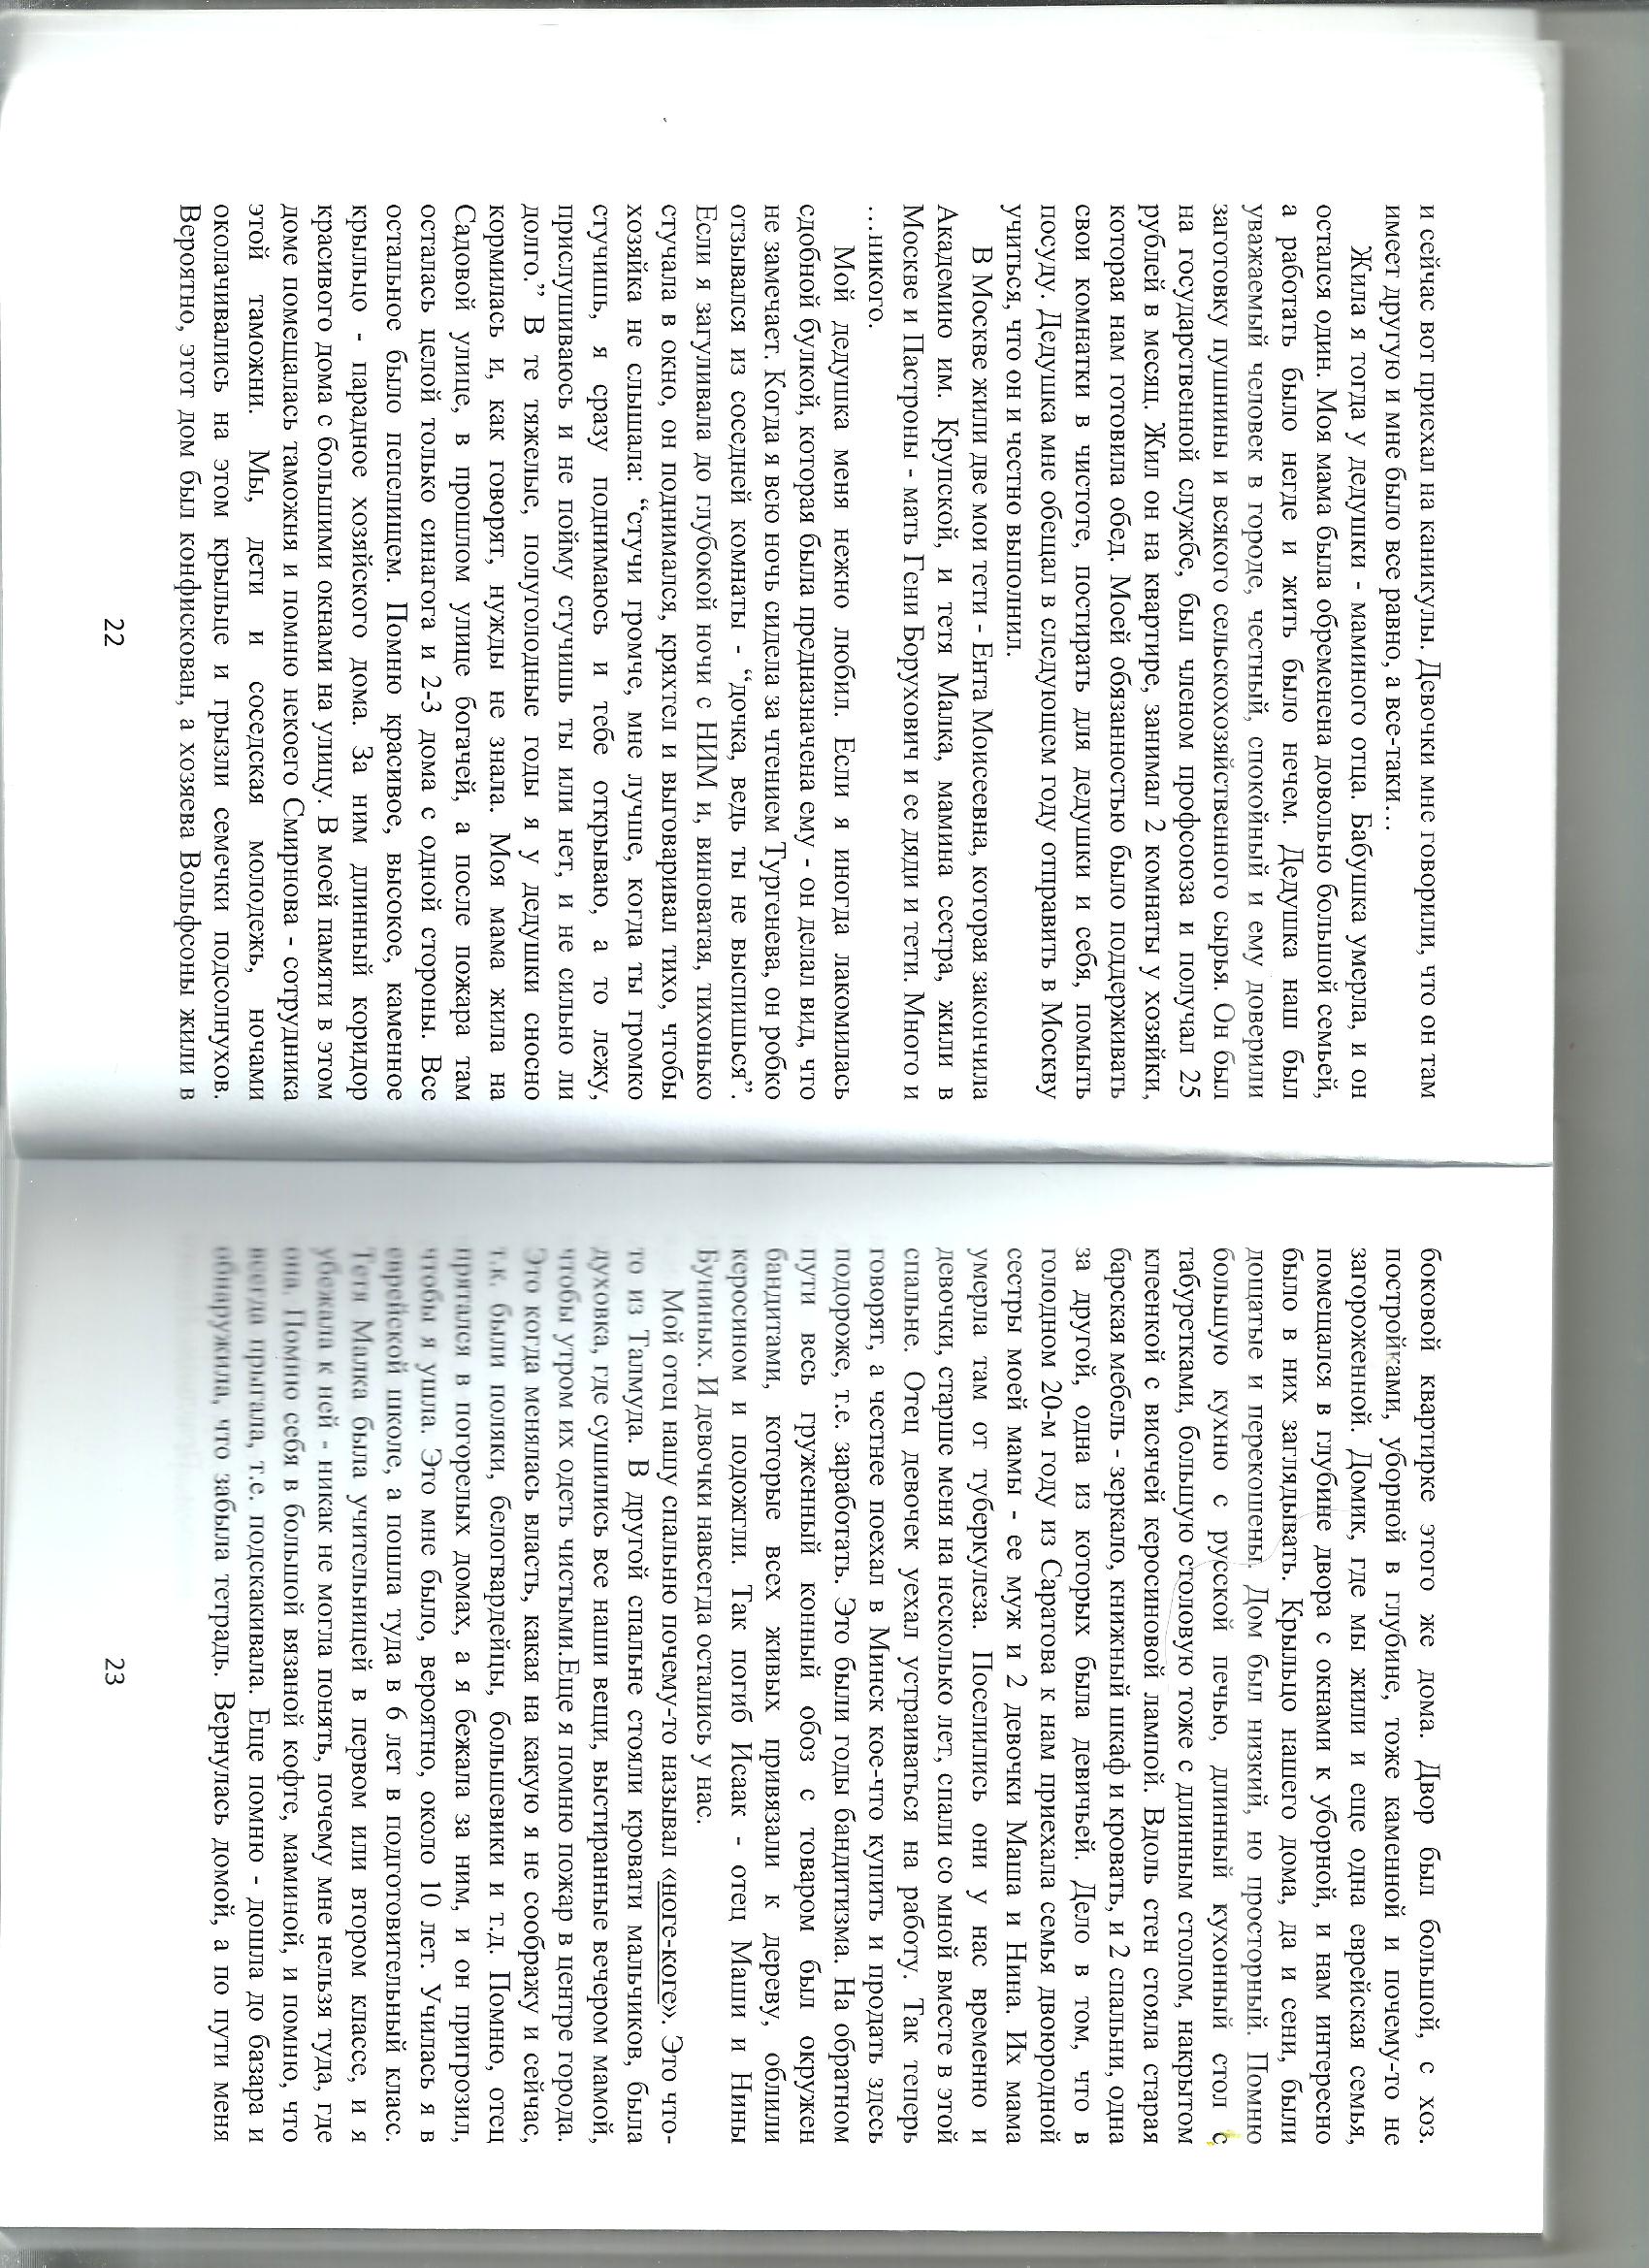 и сейчас вот приехал на каникулы. Девочки мне говорили, что он там
имеет другую и мне было все равно, а все-таки…
Жила я тогда у дедушки - маминого отца. Бабушка умерла, и он
остался один. Моя мама была обременена довольно большой семьей,
а работать было негде и жить было нечем. Дедушка наш был
уважаемый человек в городе, честный, спокойный и ему доверили
заготовку пушнины и всякого сельскохозяйственного сырья. Он был
на государственной службе, был членом профсоюза и получал 25
рублей в месяц. Жил он на квартире, занимал 2 комнаты у хозяйки,
которая нам готовила обед. Моей обязанностью было поддерживать
свои комнатки в чистоте, постирать для дедушки и себя, помыть
посуду. Дедушка мне обещал в следующем году отправить в Москву
учиться, что он и честно выполнил.
В Москве жили две мои тети - Ента Моисеевна, которая закончила
Академию им. Крупской, и тетя Малка, мамина сестра, жили в
Москве и Пастроны - мать Гени Борухович и ее дяди и тети. Много и
…никого.
Мой дедушка меня нежно любил. Если я иногда лакомилась
сдобной булкой, которая была предназначена ему - он делал вид, что
не замечает. Когда я всю ночь сидела за чтением Тургенева, он робко
отзывался из соседней комнаты - “дочка, ведь ты не выспишься”.
Если я загуливала до глубокой ночи с НИМ и, виноватая, тихонько
стучала в окно, он поднимался, кряхтел и выговаривал тихо, чтобы
хозяйка не слышала: “стучи громче, мне лучше, когда ты громко
стучишь, я сразу поднимаюсь и тебе открываю, а то лежу,
прислушиваюсь и не пойму стучишь ты или нет, и не сильно ли
долго.” В те тяжелые, полуголодные годы я у дедушки сносно
кормилась и, как говорят, нужды не знала. Моя мама жила на
Садовой улице, в прошлом улице богачей, а после пожара там
осталась целой только синагога и 2-3 дома с одной стороны. Все
остальное было пепелищем. Помню красивое, высокое, каменное
крыльцо - парадное хозяйского дома. За ним длинный коридор
красивого дома с большими окнами на улицу. В моей памяти в этом
доме помещалась таможня и помню некоего Смирнова - сотрудника
этой таможни. Мы, дети и соседская молодежь, ночами
околачивались на этом крыльце и грызли семечки подсолнухов.
Вероятно, этот дом был конфискован, а хозяева Вольфсоны жили в
22
боковой квартирке этого же дома. Двор был большой, с хоз.
постройками, уборной в глубине, тоже каменной и почему-то не
загороженной. Домик, где мы жили и еще одна еврейская семья,
помещался в глубине двора с окнами к уборной, и нам интересно
было в них заглядывать. Крыльцо нашего дома, да и сени, были
дощатые и перекошены. Дом был низкий, но просторный. Помню
большую кухню с русской печью, длинный кухонный стол с
табуретками, большую столовую тоже с длинным столом, накрытом
клеенкой с висячей керосиновой лампой. Вдоль стен стояла старая
барская мебель - зеркало, книжный шкаф и кровать, и 2 спальни, одна
за другой, одна из которых была девичьей. Дело в том, что в
голодном 20-м году из Саратова к нам приехала семья двоюродной
сестры моей мамы - ее муж и 2 девочки Маша и Нина. Их мама
умерла там от туберкулеза. Поселились они у нас временно и
девочки, старше меня на несколько лет, спали со мной вместе в этой
спальне. Отец девочек уехал устраиваться на работу. Так теперь
говорят, а честнее поехал в Минск кое-что купить и продать здесь
подороже, т.е. заработать. Это были годы бандитизма. На обратном
пути весь груженный конный обоз с товаром был окружен
бандитами, которые всех живых привязали к дереву, облили
керосином и подожгли. Так погиб Исаак - отец Маши и Нины
Буниных. И девочки навсегда остались у нас.
Мой отец нашу спальню почему-то называл «ноге-коге». Это что-
то из Талмуда. В другой спальне стояли кровати мальчиков, была
духовка, где сушились все наши вещи, выстиранные вечером мамой,
чтобы утром их одеть чистыми.Еще я помню пожар в центре города.
Это когда менялась власть, какая на какую я не соображу и сейчас,
т.к. были поляки, белогвардейцы, большевики и т.д. Помню, отец
прятался в погорелых домах, а я бежала за ним, и он пригрозил,
чтобы я ушла. Это мне было, вероятно, около 10 лет. Училась я в
еврейской школе, а пошла туда в 6 лет в подготовительный класс.
Тетя Малка была учительницей в первом или втором классе, и я
убежала к ней - никак не могла понять, почему мне нельзя туда, где
она. Помню себя в большой вязаной кофте, маминой, и помню, что
всегда прыгала, т.е. подскакивала. Еще помню - дошла до базара и
обнаружила, что забыла тетрадь. Вернулась домой, а по пути меня
23